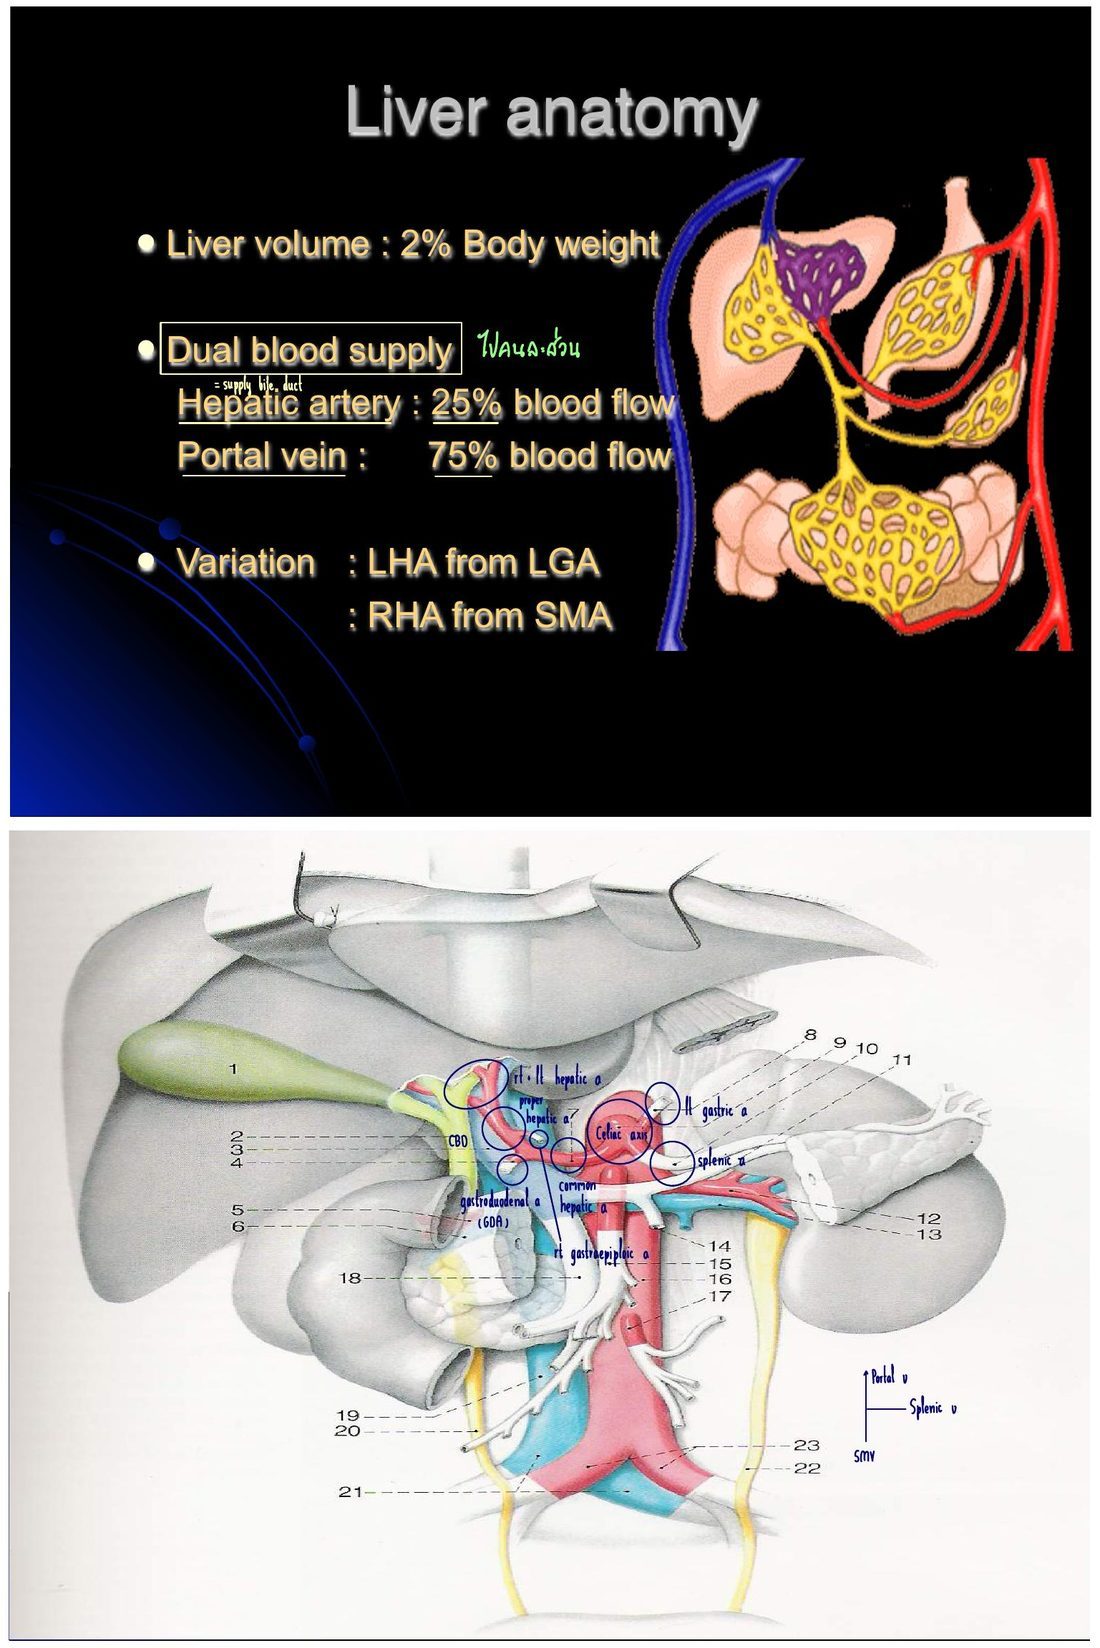 Liver anatomy
Liver volume : 2% Body weight
Dual blood supply ไปคนละส่วน
= supply bile duct
Hepatic artery : 25% blood flow
Portal vein : 75% blood flow
Variation : LHA from LGA
: RHA from SMA
8
9
10
11
1
rt + lt hepatic a
proper
hepatic a
7
lt gastric a
Celiac axis
2
3
4
CBD
splenic a
common
hepatic a
gastroduodenal a
(GDA)
5
6
12
13
rt gastroepiploic a
14
15
16
17
18
Portal v
Splenic v
SMV
19
20
21
23
22